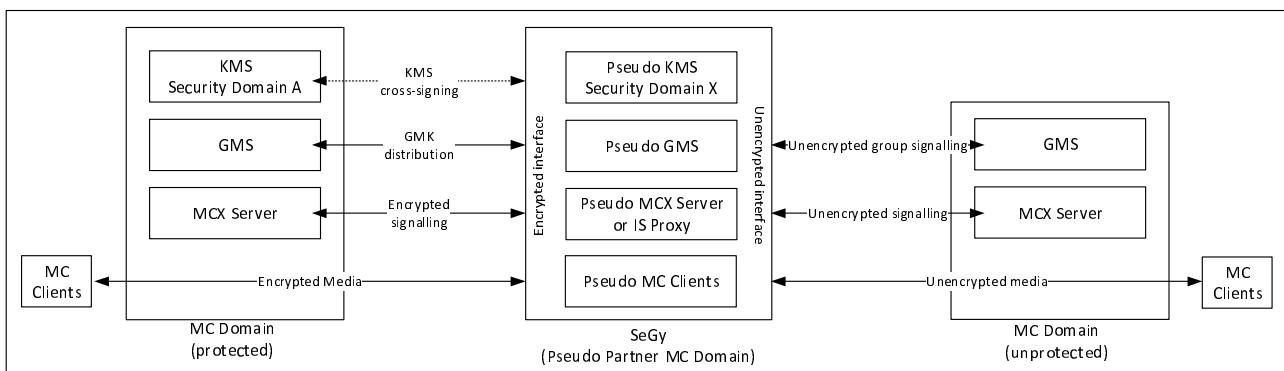 KMS
Security Domain A
GMS
MCX Server
MC
Clients
MC Domain
(protected)
KMS
cross-signing
GMK
distribution
Encrypted
signalling
Encrypted Media
Encrypted interface
Pseudo KMS
Security Domain X
Pseudo GMS
Pseudo MCX Server
or IS Proxy
Pseudo MC Clients
Unencrypted interface
SeGy
(Pseudo Partner MC Domain)
Unencrypted group signalling
Unencrypted signalling
Unencrypted media
GMS
MCX Server
MC Domain
(unprotected)
MC
Clients